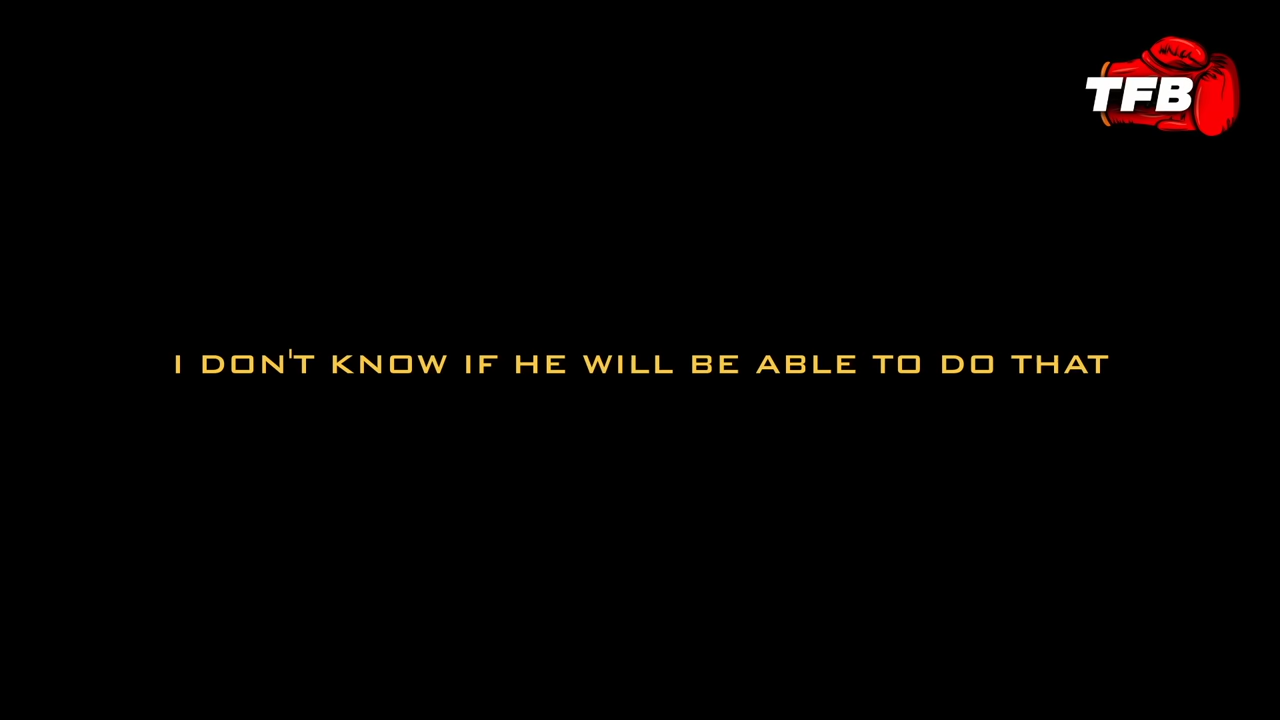 TFB
I DON'T KNOW IF HE WILL BE ABLE TO DO THAT